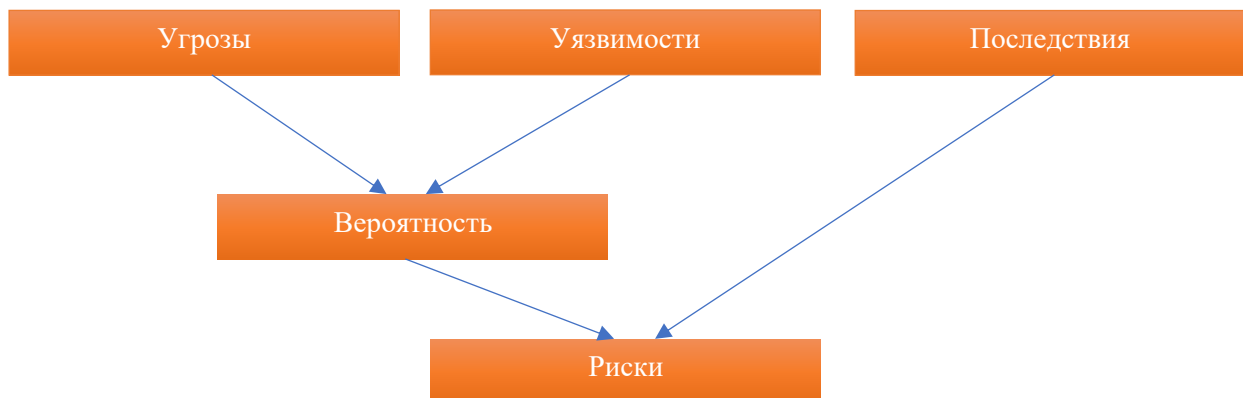 Угрозы
Уязвимости
Последствия
Вероятность
Риски